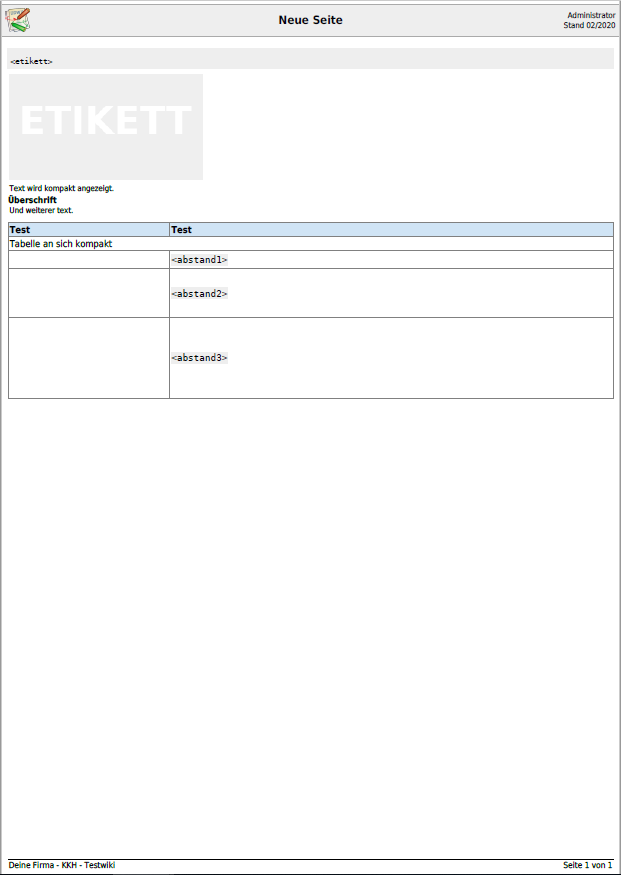 Neue Seite
Administrator
Stand 02/2020
<etikett>
ETIKETT
Text wird kompakt angezeigt.
Überschrift
Und weiterer text.
Test Test
Tabelle an sich kompakt
<abstand1>
<abstand2>
<abstand3>
Deine Firma - KKH - Testwiki Seite 1 von 1